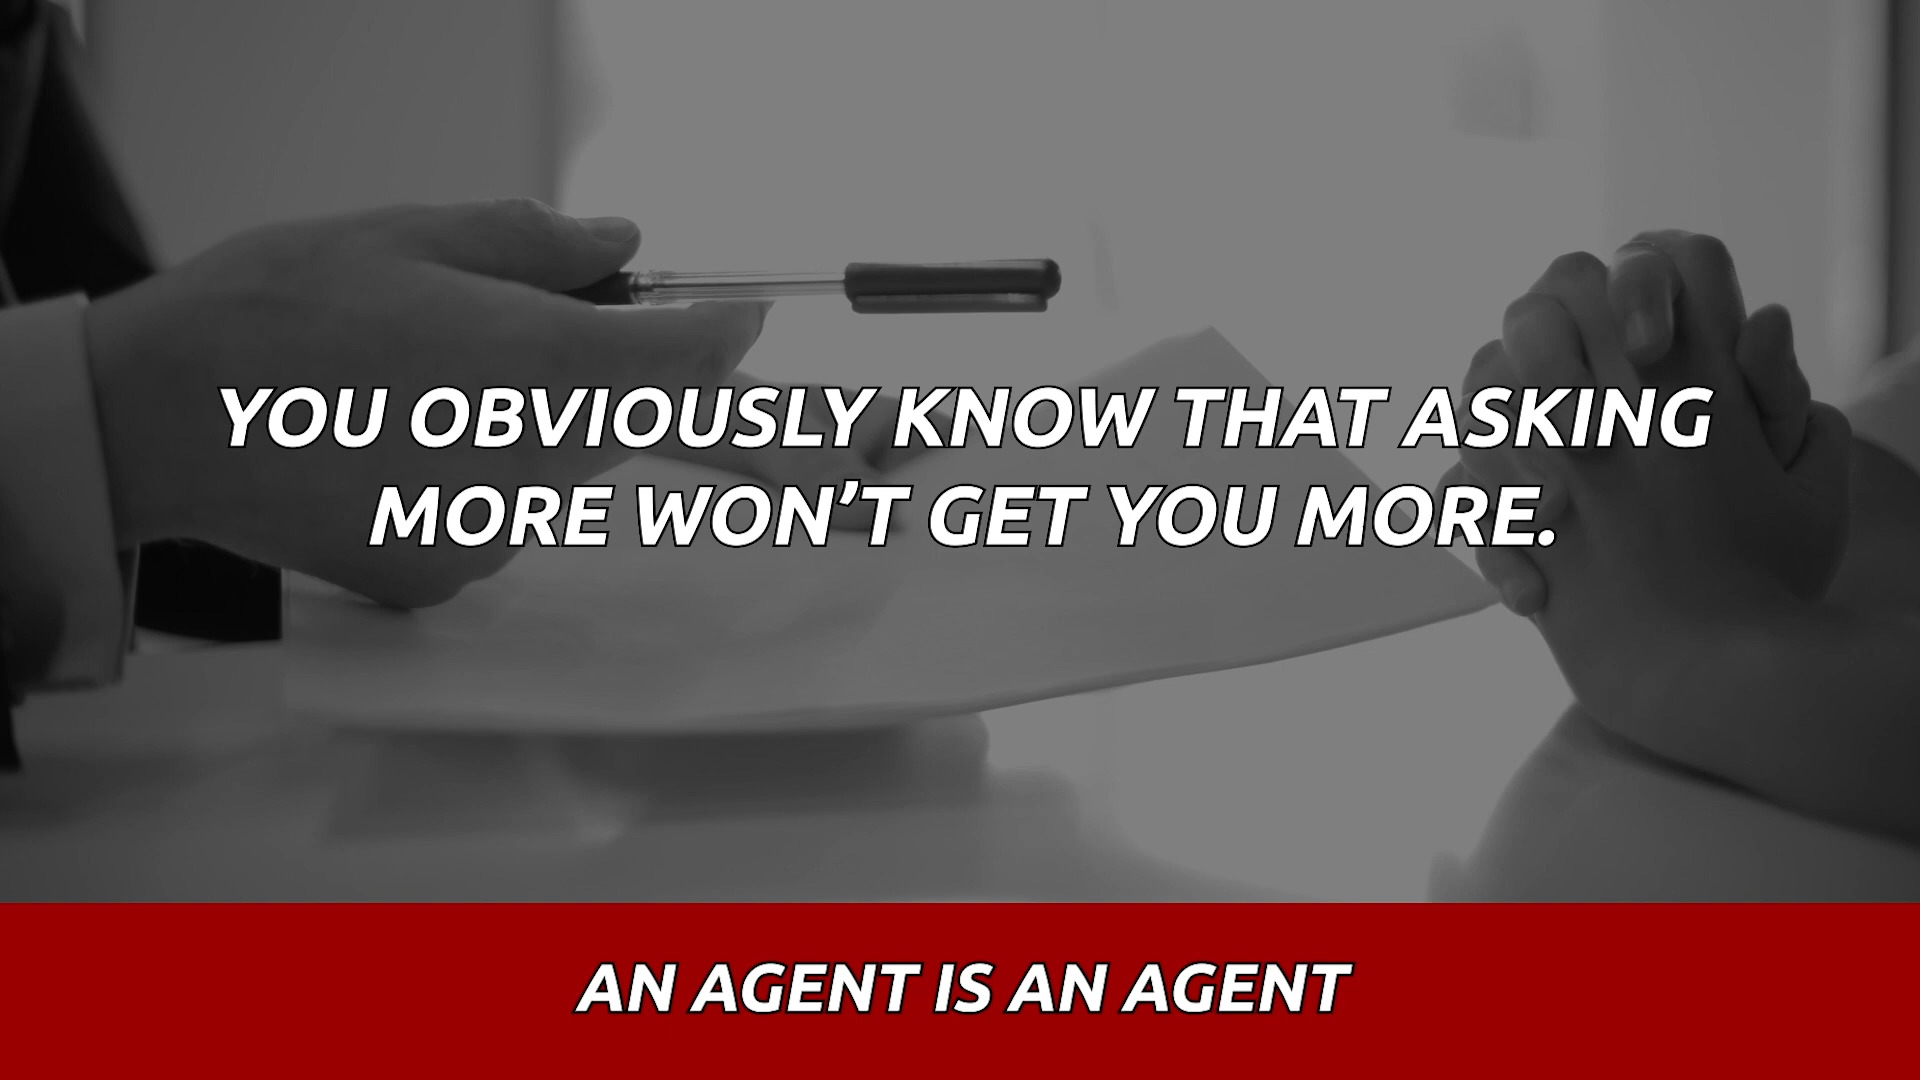 YOU OBVIOUSLY KNOW THAT ASKING
MORE WON’T GET YOU MORE.
AN AGENT IS AN AGENT